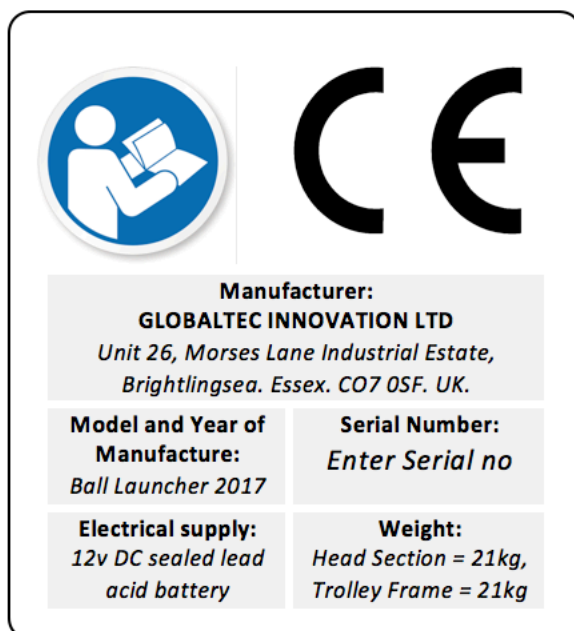 CE
Manufacturer:
GLOBALTEC INNOVATION LTD
Unit 26, Morses Lane Industrial Estate,
Brightlingsea. Essex. CO7 0SF. UK.
Model and Year of
Manufacture:
Ball Launcher 2017
Serial Number:
Enter Serial no
Electrical supply:
12v DC sealed lead
acid battery
Weight:
Head Section = 21kg,
Trolley Frame = 21kg